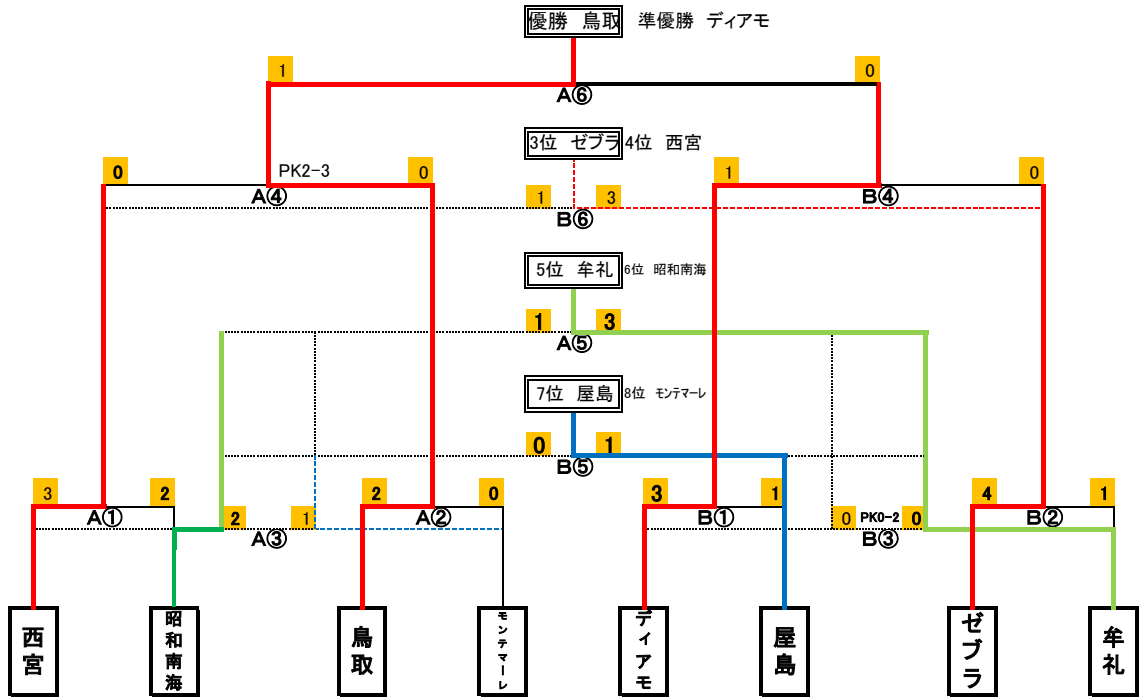 優勝 鳥取 準優勝 ディアモ
1 0
A⑥
3位 ゼブラ 4位 西宮
0 PK2-3 0 1 0
A④ 1 3 B④
B⑥
5位 牟礼 6位 昭和南海
1 3
A⑤
7位 屋島 8位 モンテマーレ
0 1
B⑤
3 2 2 0 3 1 4 1
A① A② B① B②
2 1 0 PK0-2 0
A③ B③
西宮
昭和南海
鳥取
モンテマーレ
ディアモ
屋島
ゼブラ
牟礼